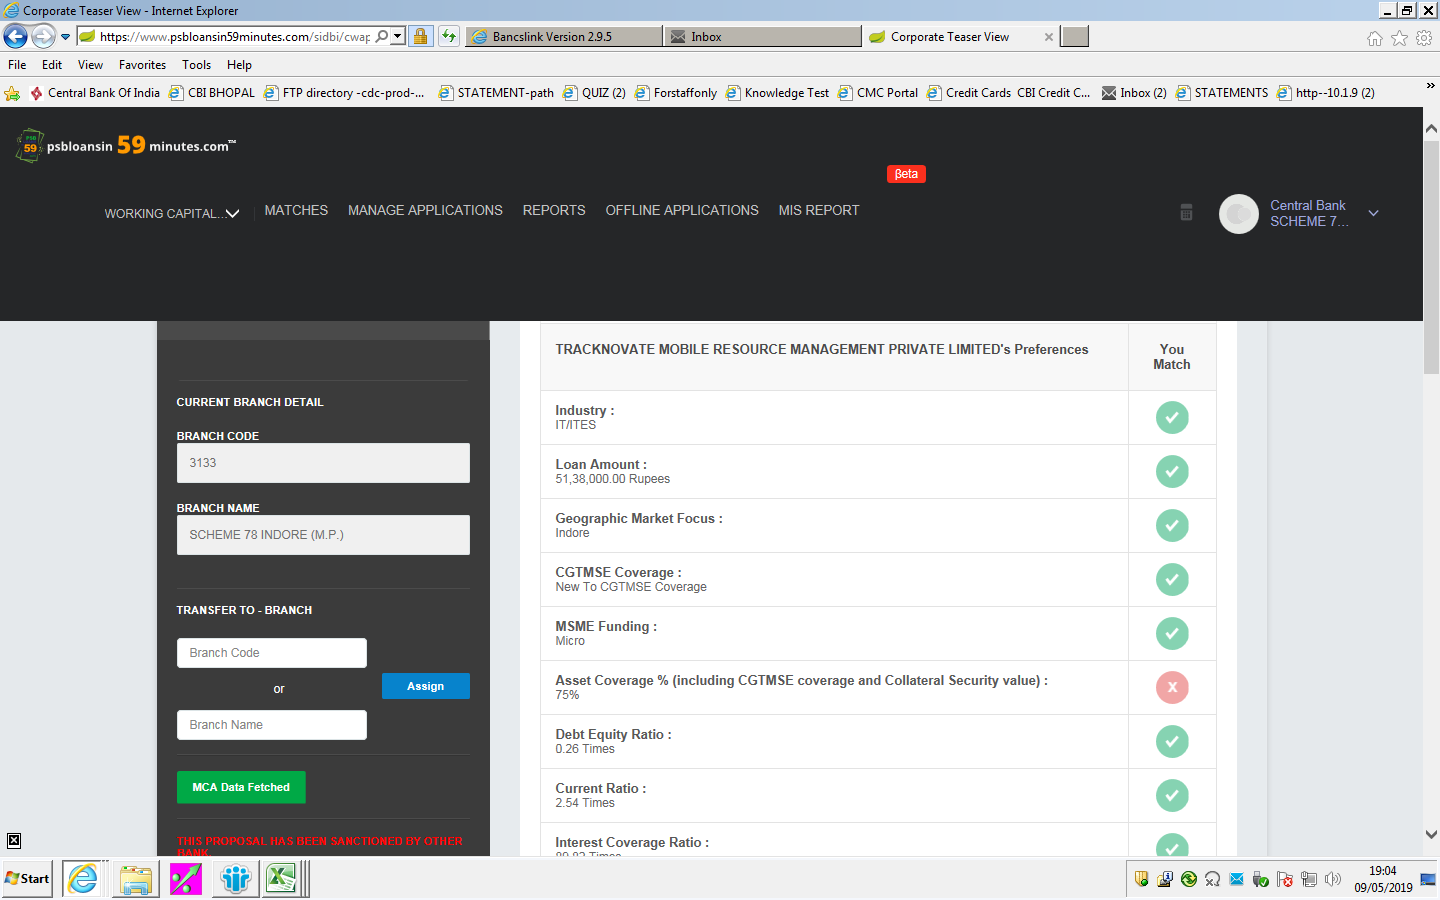 Corporate Teaser View - Internet Explorer
https://www.psbloansin59minutes.com/sidbi/cwap
Bancslink Version 2.9.5
Inbox
Corporate Teaser View
File Edit View Favorites Tools Help
Central Bank Of India
CBI BHOPAL
FTP directory -cdc-prod-...
STATEMENT-path
QUIZ (2)
Forstaffonly
Knowledge Test
CMC Portal
Credit Cards CBI Credit C...
Inbox (2)
STATEMENTS
http--10.1.9 (2)
PSB 59 psbloansin 59 minutes.com™
βeta
WORKING CAPITAL...
MATCHES
MANAGE APPLICATIONS
REPORTS
OFFLINE APPLICATIONS
MIS REPORT
Central Bank
SCHEME 7...
CURRENT BRANCH DETAIL
BRANCH CODE
3133
BRANCH NAME
SCHEME 78 INDORE (M.P.)
TRANSFER TO - BRANCH
Branch Code
or
Assign
Branch Name
MCA Data Fetched
THIS PROPOSAL HAS BEEN SANCTIONED BY OTHER
BANK
TRACKNOVATE MOBILE RESOURCE MANAGEMENT PRIVATE LIMITED's Preferences
You
Match
Industry :
IT/ITES
Loan Amount :
51,38,000.00 Rupees
Geographic Market Focus :
Indore
CGTMSE Coverage :
New To CGTMSE Coverage
MSME Funding :
Micro
Asset Coverage % (including CGTMSE coverage and Collateral Security value) :
75%
X
Debt Equity Ratio :
0.26 Times
Current Ratio :
2.54 Times
Interest Coverage Ratio :
Start
19:04
09/05/2019